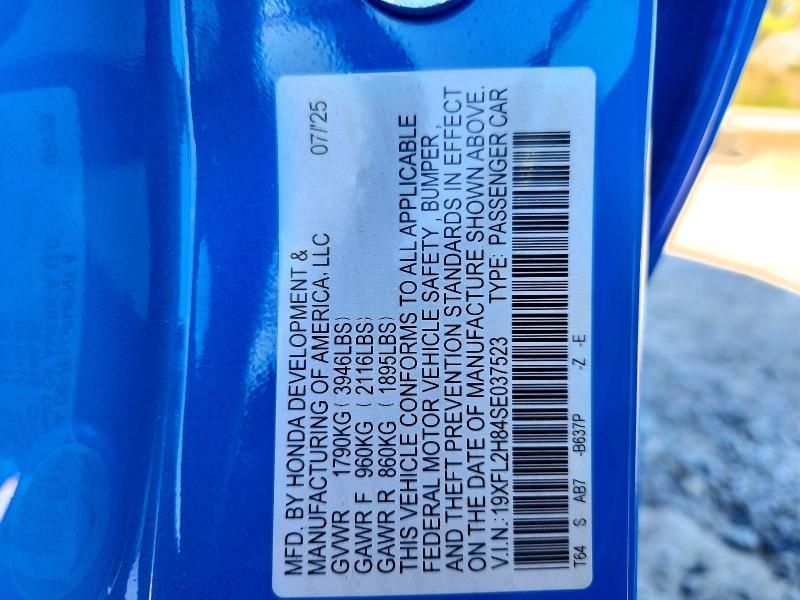 MFD. BY HONDA DEVELOPMENT &
MANUFACTURING OF AMERICA, LLC 07/'25
GVWR 1790KG ( 3946LBS)
GAWR F 960KG ( 2116LBS)
GAWR R 860KG ( 1895LBS)
THIS VEHICLE CONFORMS TO ALL APPLICABLE
FEDERAL MOTOR VEHICLE SAFETY , BUMPER ,
AND THEFT PREVENTION STANDARDS IN EFFECT
ON THE DATE OF MANUFACTURE SHOWN ABOVE.
V.I.N.: 19XFL2H84SE037523 TYPE: PASSENGER CAR
T64 S AB7 -B637P -Z -E